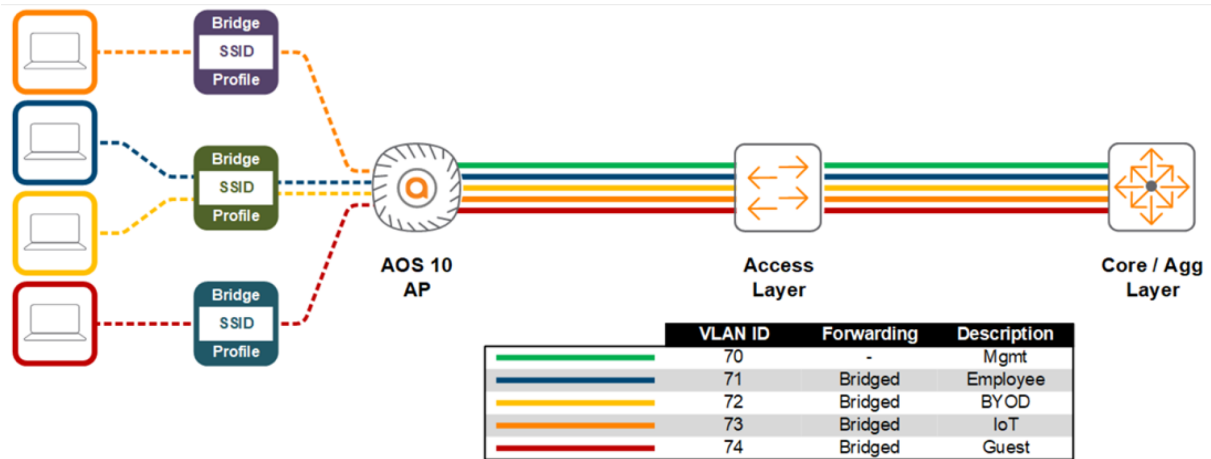 Bridge
SSID
Profile
Bridge
SSID
Profile
Bridge
SSID
Profile
AOS 10
AP
Access
Layer
Core / Agg
Layer
VLAN ID Forwarding Description
70 - Mgmt
71 Bridged Employee
72 Bridged BYOD
73 Bridged IoT
74 Bridged Guest